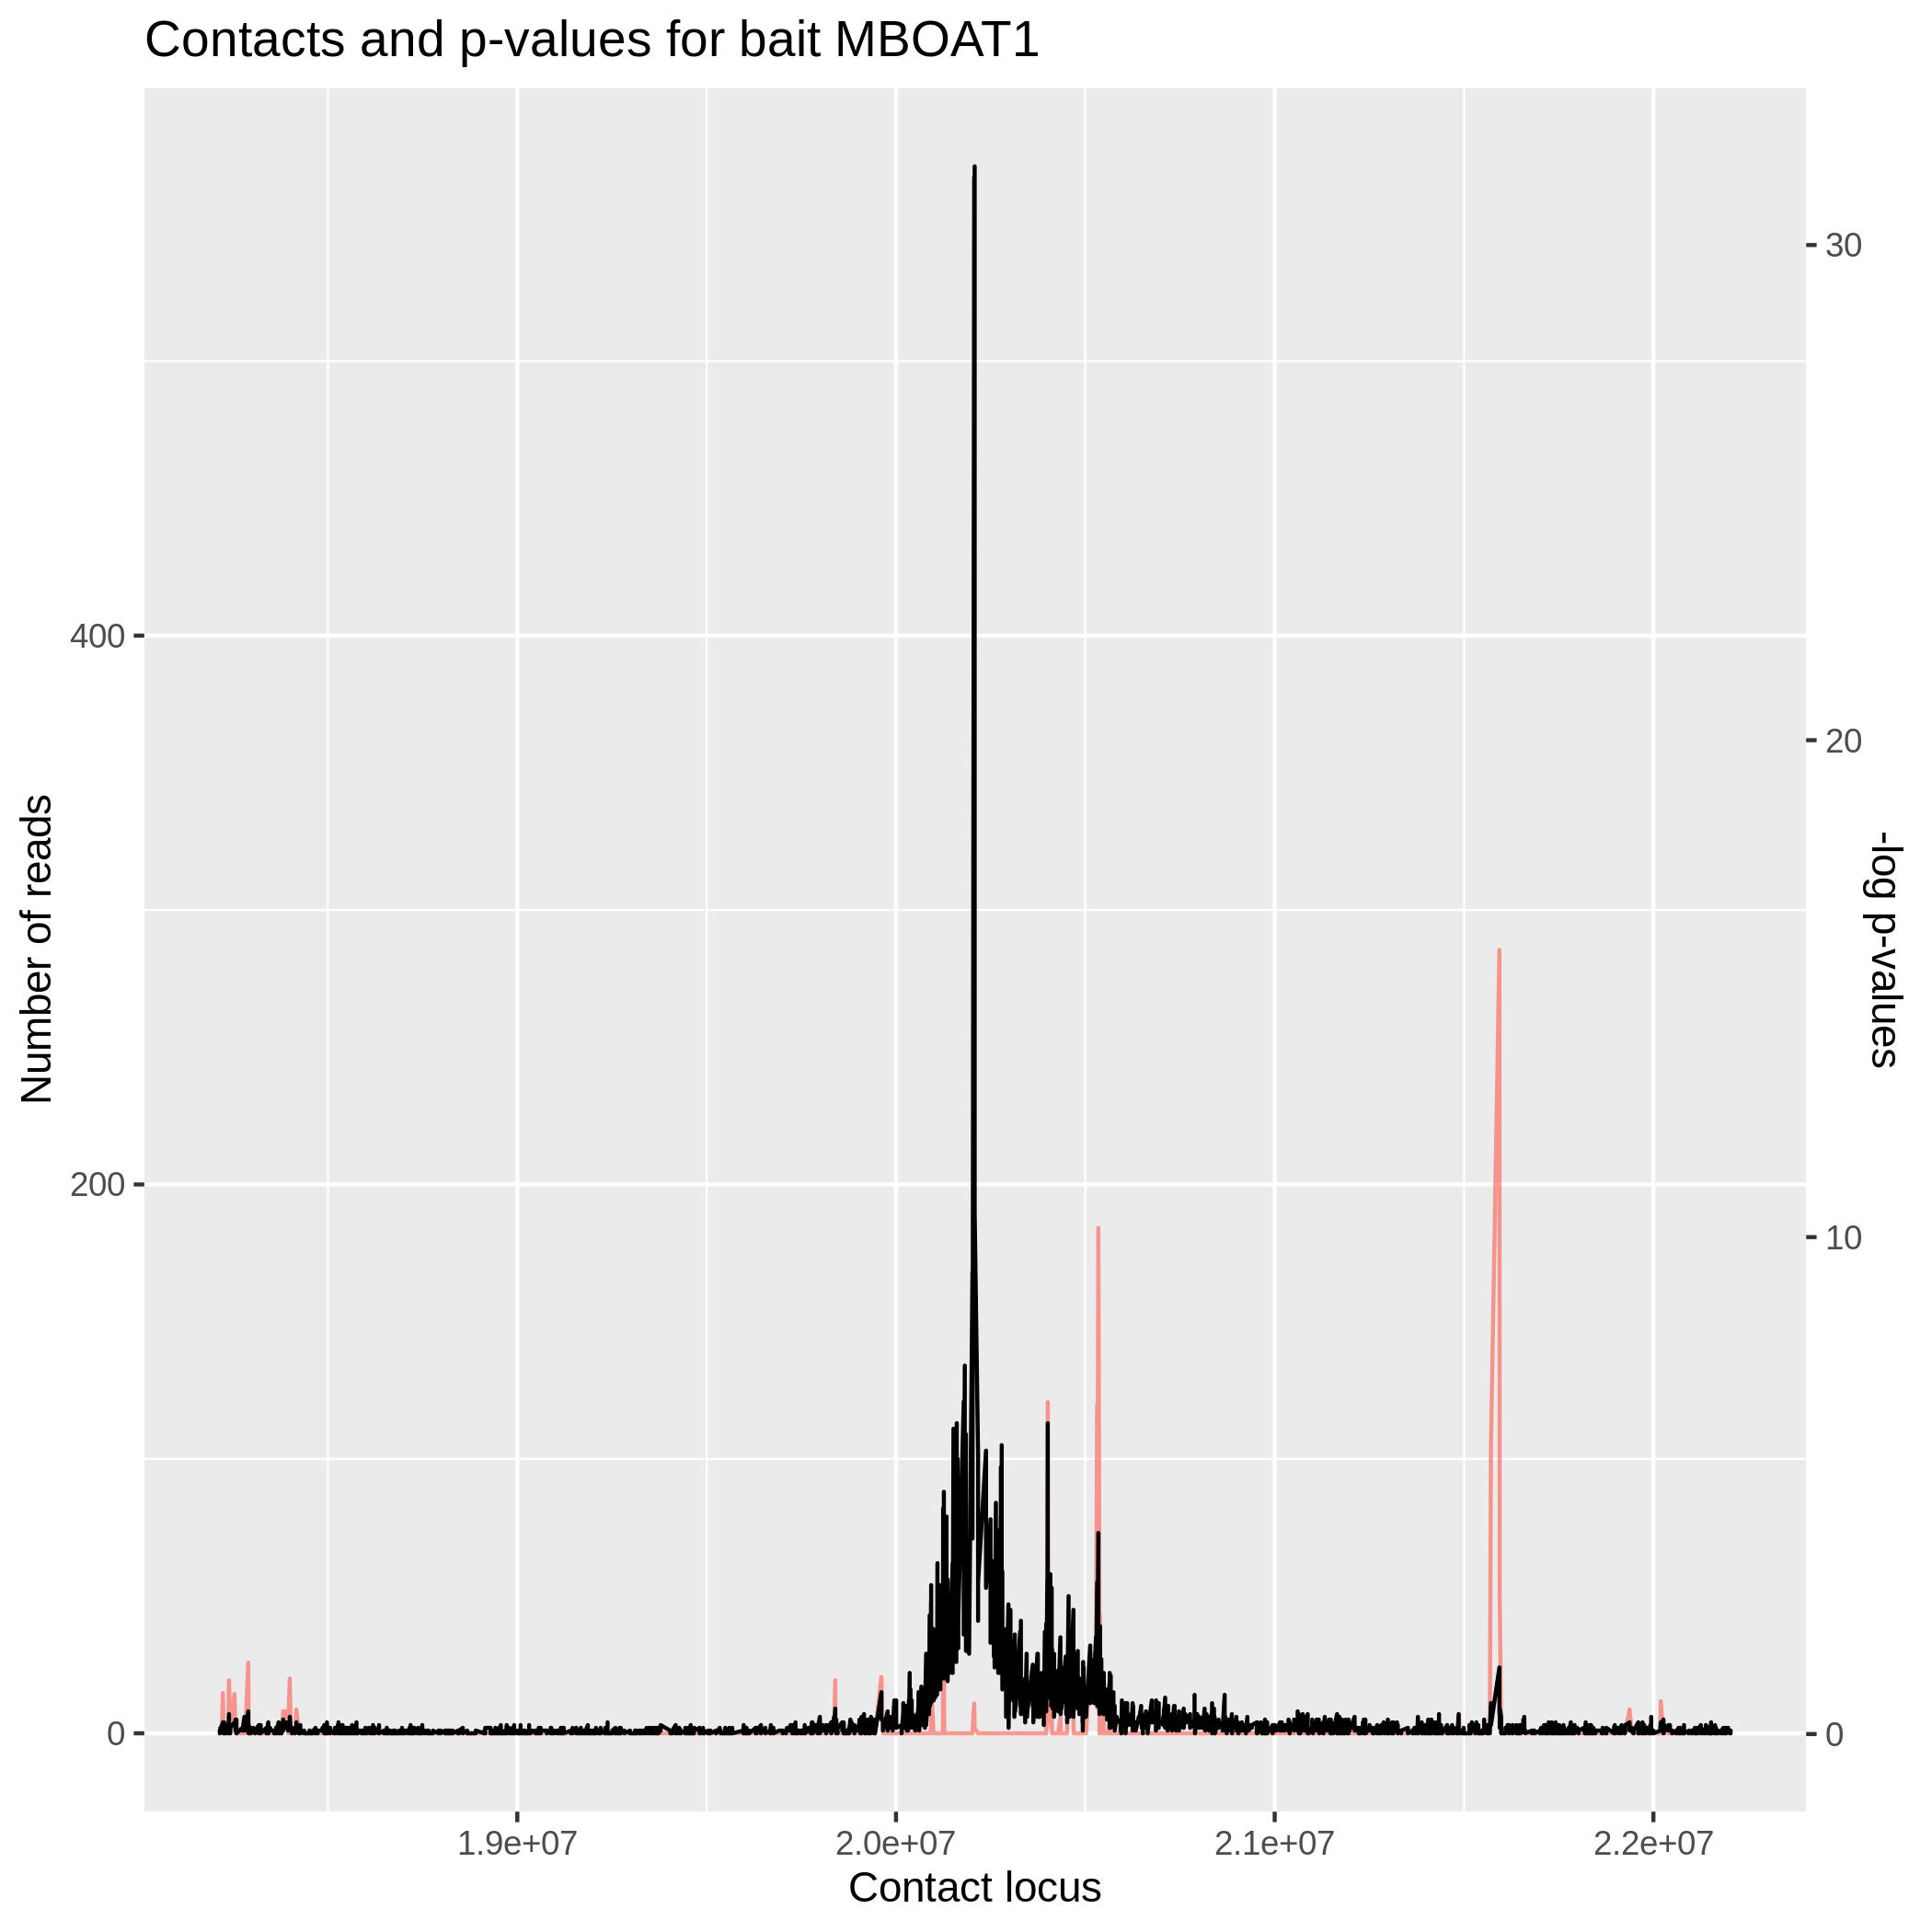 Contacts and p-values for bait MBOAT1
Number of reads
400
200
0
30
20
10
0
-log p-values
1.9e+07
2.0e+07
2.1e+07
2.2e+07
Contact locus